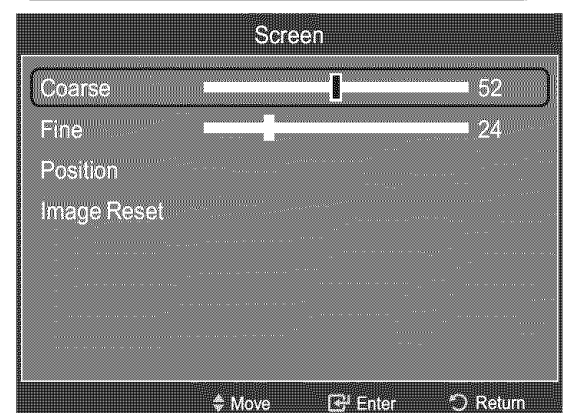 Screen
Coarse 52
Fine 24
Position
Image Reset
Move Enter Return